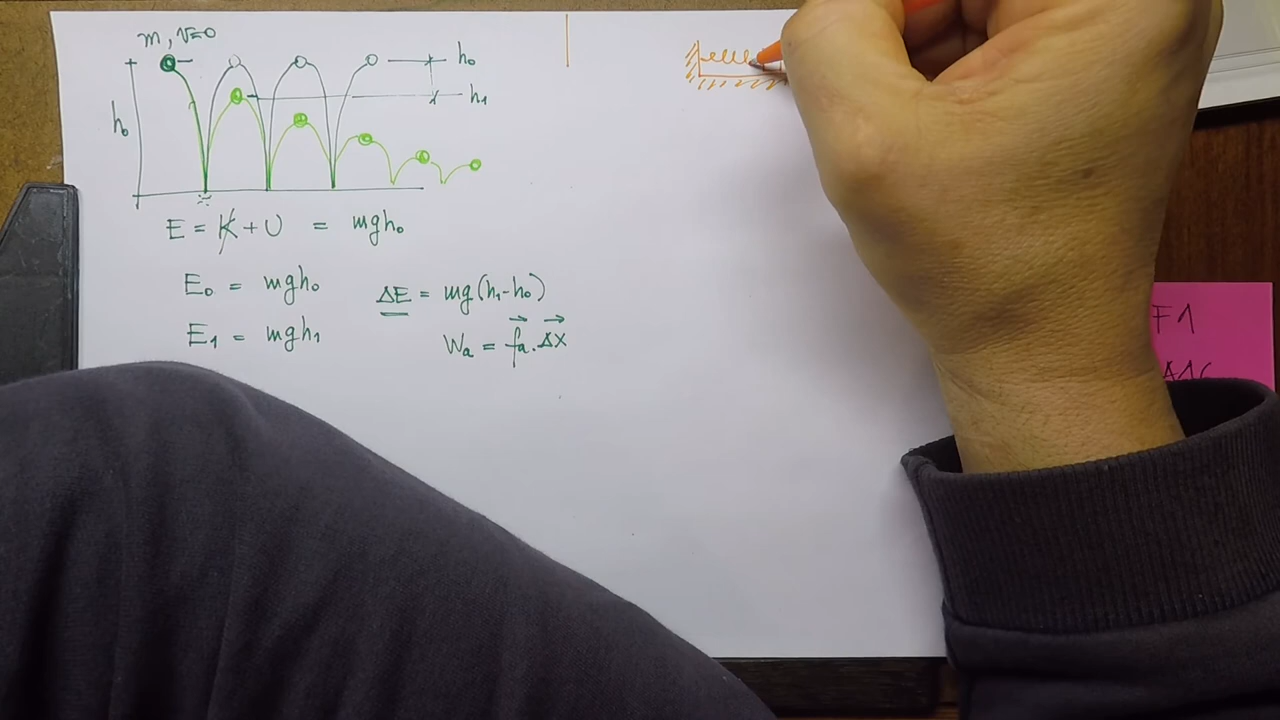 m, v=0
h₀
h₁
h₀
E = K + U = mgh₀
E₀ = mgh₀
ΔE = mg(h₁-h₀)
E₁ = mgh₁
Wₐ = f⃗ₐ · Δx⃗
F1